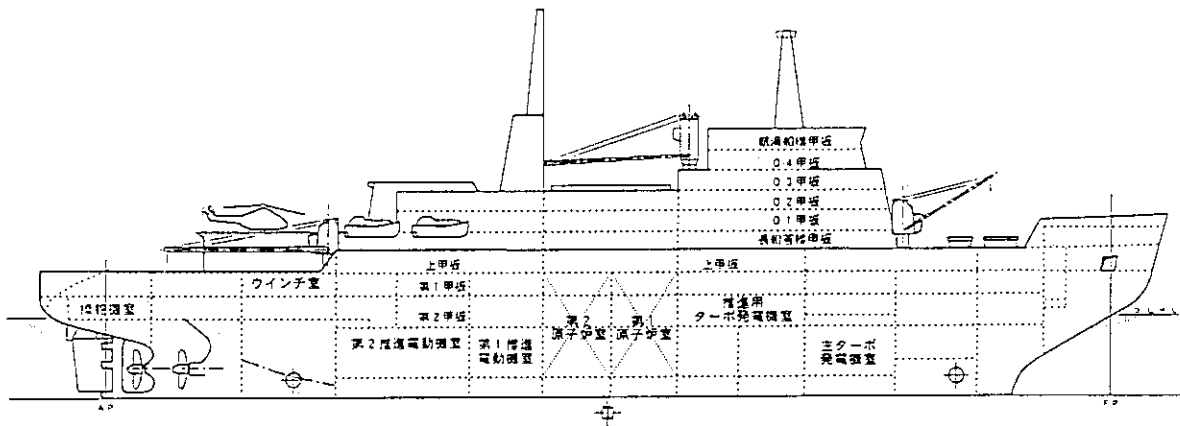 航海船橋甲板
04甲板
03甲板
02甲板
01甲板
長船首楼甲板
上甲板
上甲板
ウインチ室
第1甲板
操舵機室
第2甲板
第2
原子炉室
第1
原子炉室
推進用
ターボ発電機室
第2推進電動機室
第1推進
電動機室
主ターボ
発電機室
A.P.
F.P.